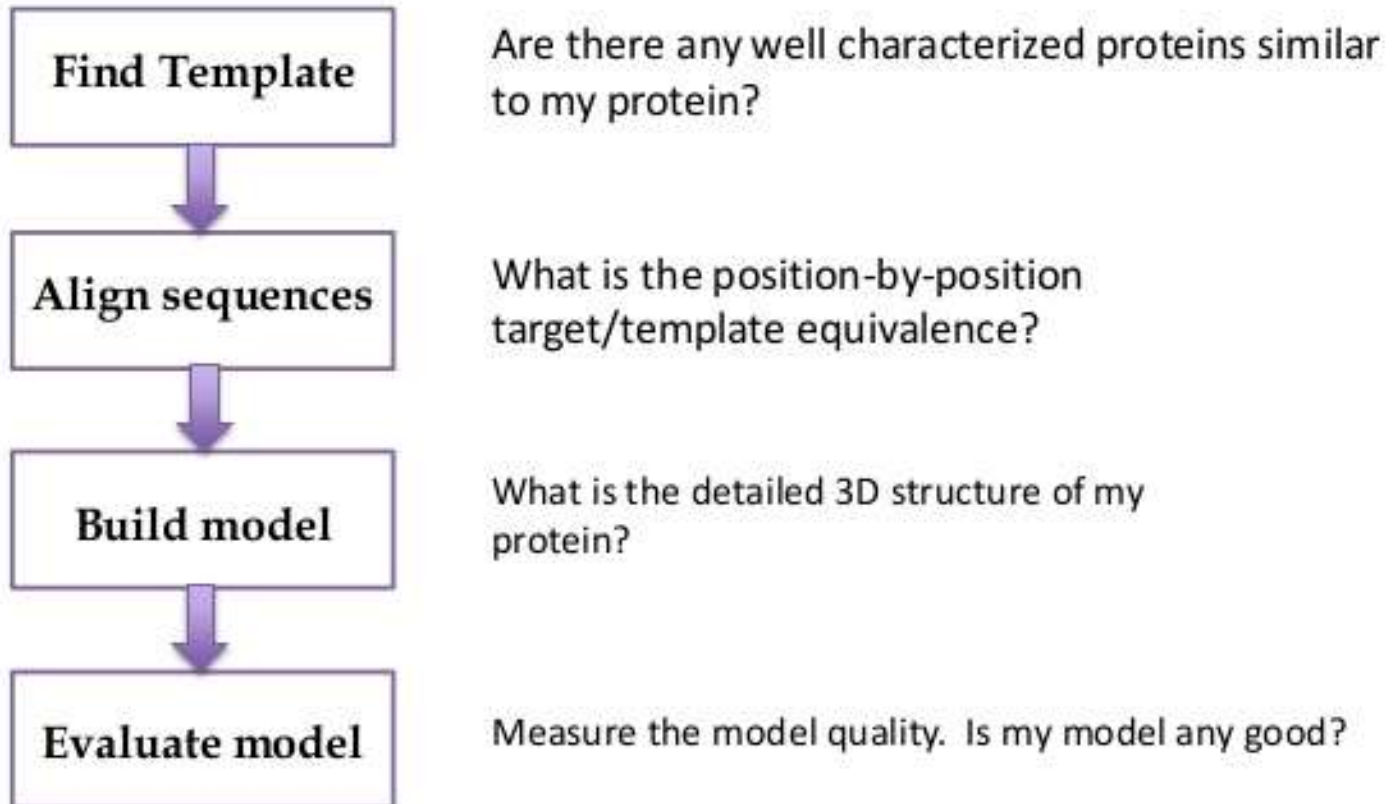 Find Template
Are there any well characterized proteins similar
to my protein?
Align sequences
What is the position-by-position
target/template equivalence?
Build model
What is the detailed 3D structure of my
protein?
Evaluate model
Measure the model quality. Is my model any good?